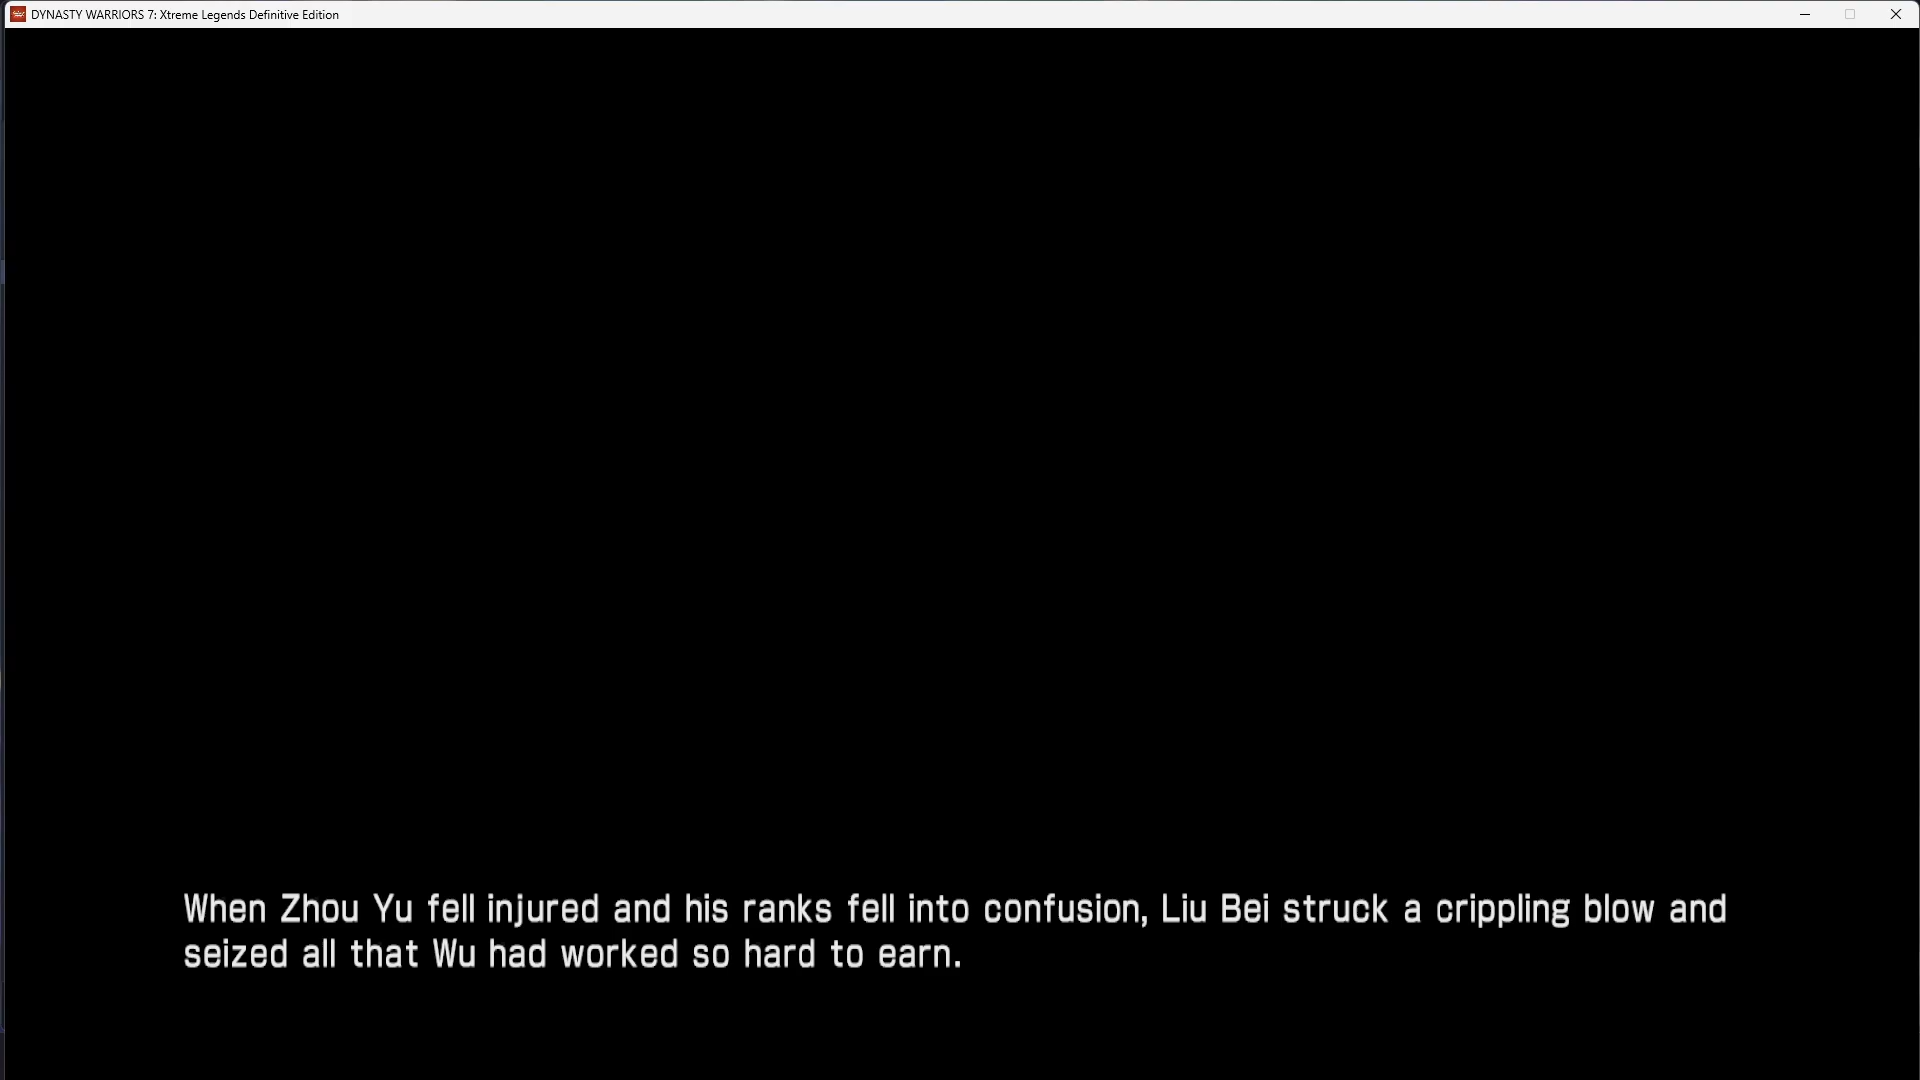 DYNASTY WARRIORS 7: Xtreme Legends Definitive Edition
When Zhou Yu fell injured and his ranks fell into confusion, Liu Bei struck a crippling blow and
seized all that Wu had worked so hard to earn.